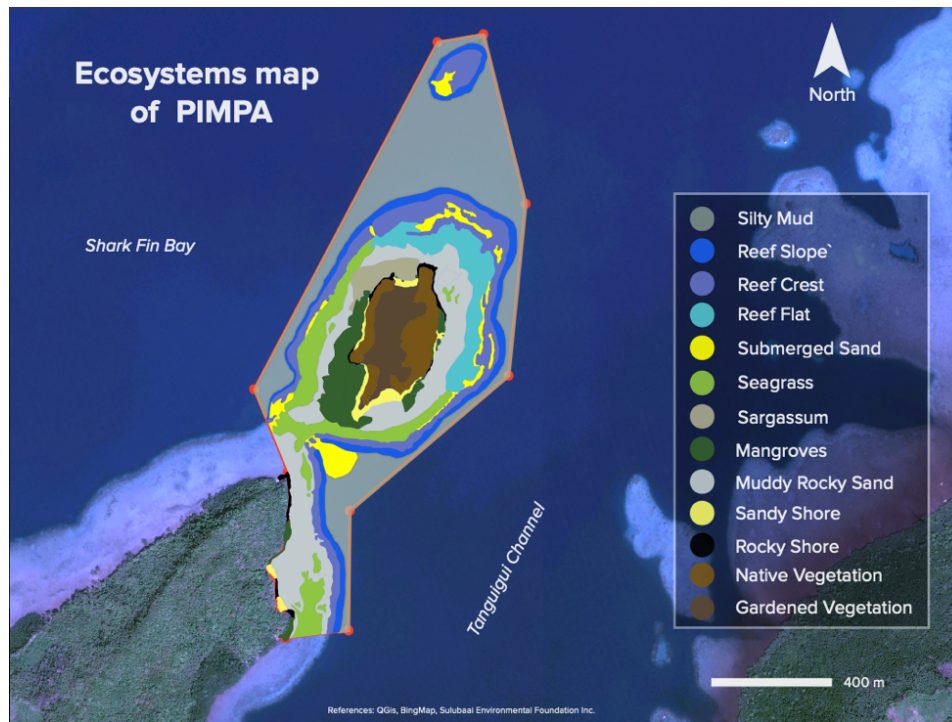 Ecosystems map
of PIMPA
North
Shark Fin Bay
Silty Mud
Reef Slope`
Reef Crest
Reef Flat
Submerged Sand
Seagrass
Sargassum
Mangroves
Muddy Rocky Sand
Sandy Shore
Rocky Shore
Native Vegetation
Gardened Vegetation
Tanguigui Channel
400 m
References: QGis, BingMap, Sulubaai Environmental Foundation Inc.